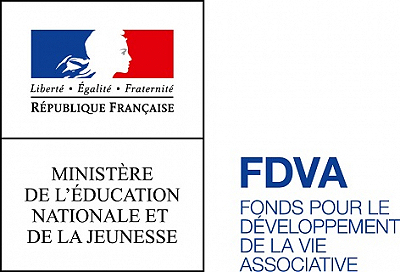 Liberté • Égalité • Fraternité
RÉPUBLIQUE FRANÇAISE
MINISTÈRE
DE L'ÉDUCATION
NATIONALE ET
DE LA JEUNESSE
FDVA
FONDS POUR LE
DÉVELOPPEMENT
DE LA VIE
ASSOCIATIVE